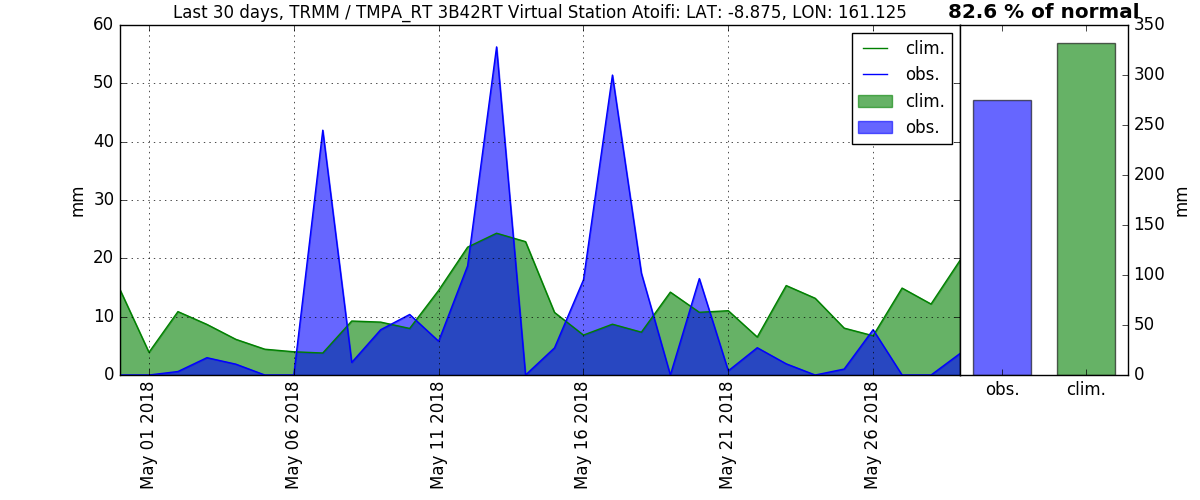 Last 30 days, TRMM / TMPA_RT 3B42RT Virtual Station Atoifi: LAT: -8.875, LON: 161.125
82.6 % of normal
60
50
40
30
20
10
0
mm
clim.
obs.
clim.
obs.
350
300
250
200
150
100
50
0
mm
May 01 2018
May 06 2018
May 11 2018
May 16 2018
May 21 2018
May 26 2018
obs.
clim.